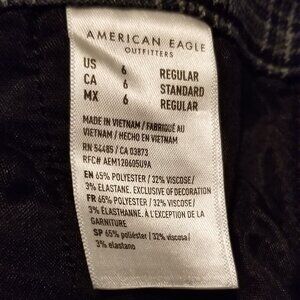 AMERICAN EAGLE
OUTFITTERS
US 6 REGULAR
CA 6 STANDARD
MX 6 REGULAR
MADE IN VIETNAM / FABRIQUÉ AU
VIETNAM / HECHO EN VIETNAM
RN 54485 / CA 03873
RFC# AEM120605U9A
EN 65% POLYESTER / 32% VISCOSE /
3% ELASTANE. EXCLUSIVE OF DECORATION
FR 65% POLYESTER / 32% VISCOSE /
3% ÉLASTHANNE. À L'EXCEPTION DE LA
GARNITURE
SP 65% poliéster / 32% viscosa /
3% elastano